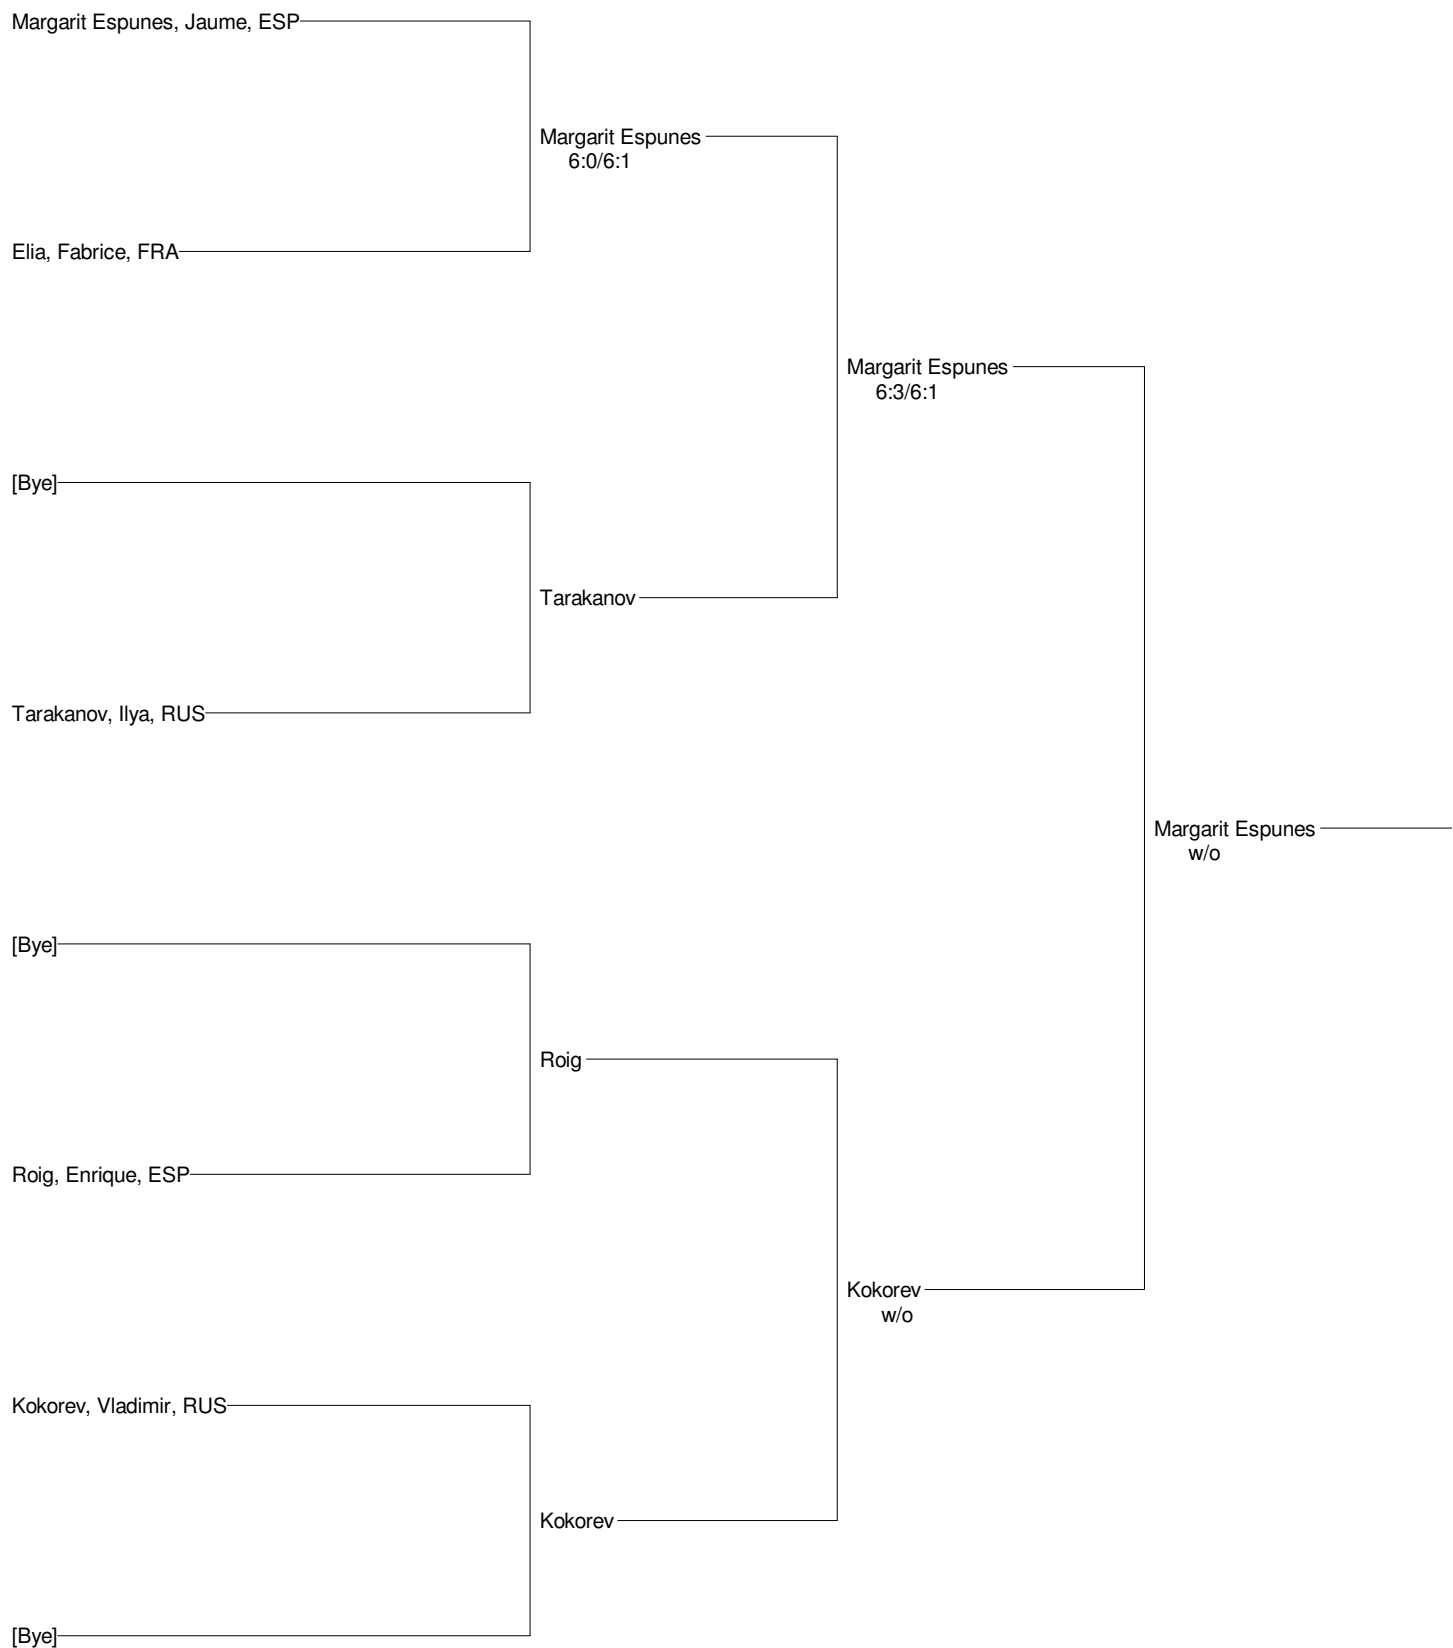 Margarit Espunes, Jaume, ESP
Margarit Espunes
6:0/6:1
Elia, Fabrice, FRA
Margarit Espunes
6:3/6:1
[Bye]
Tarakanov
Tarakanov, Ilya, RUS
Margarit Espunes
w/o
[Bye]
Roig
Roig, Enrique, ESP
Kokorev
w/o
Kokorev, Vladimir, RUS
Kokorev
[Bye]